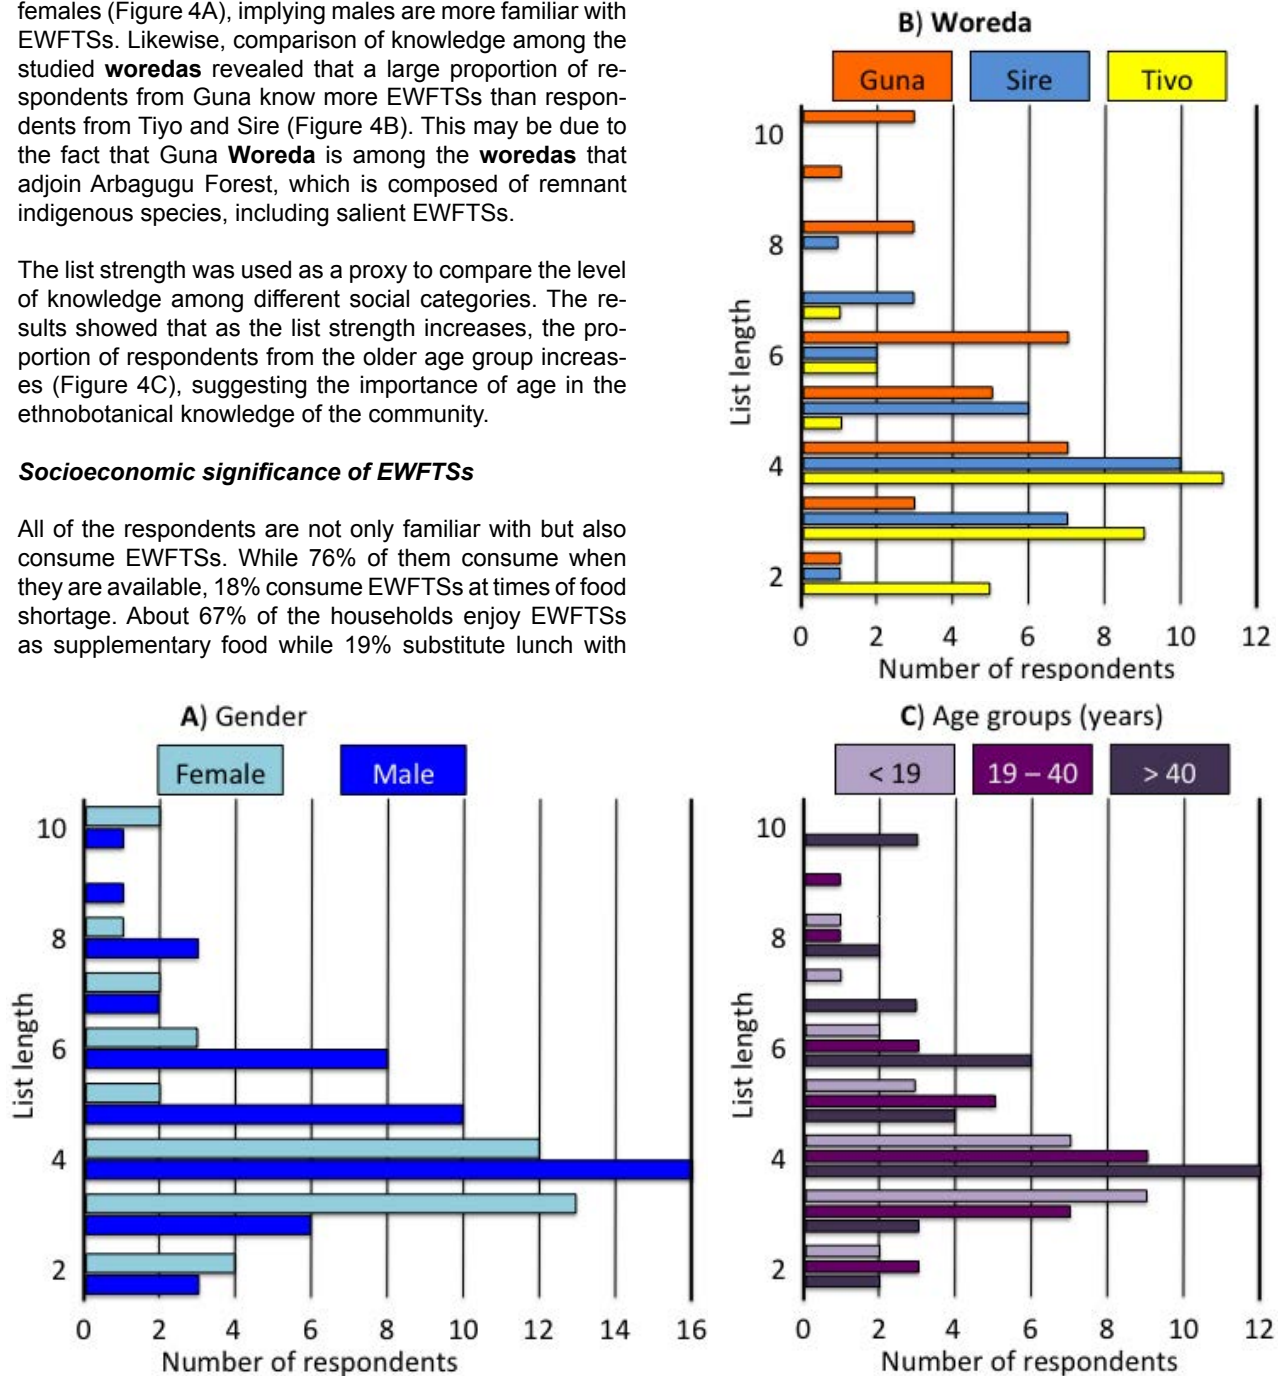 females (Figure 4A), implying males are more familiar with
EWFTSs. Likewise, comparison of knowledge among the
studied woredas revealed that a large proportion of re-
spondents from Guna know more EWFTSs than respon-
dents from Tiyo and Sire (Figure 4B). This may be due to
the fact that Guna Woreda is among the woredas that
adjoin Arbagugu Forest, which is composed of remnant
indigenous species, including salient EWFTSs.
The list strength was used as a proxy to compare the level
of knowledge among different social categories. The re-
sults showed that as the list strength increases, the pro-
portion of respondents from the older age group increas-
es (Figure 4C), suggesting the importance of age in the
ethnobotanical knowledge of the community.
Socioeconomic significance of EWFTSs
All of the respondents are not only familiar with but also
consume EWFTSs. While 76% of them consume when
they are available, 18% consume EWFTSs at times of food
shortage. About 67% of the households enjoy EWFTSs
as supplementary food while 19% substitute lunch with
B) Woreda
Guna Sire Tivo
10
8
6
4
2
List length
0 2 4 6 8 10 12
Number of respondents
A) Gender
Female Male
10
8
6
4
2
List length
0 2 4 6 8 10 12 14 16
Number of respondents
C) Age groups (years)
< 19 19 – 40 > 40
10
8
6
4
2
List length
0 2 4 6 8 10 12
Number of respondents